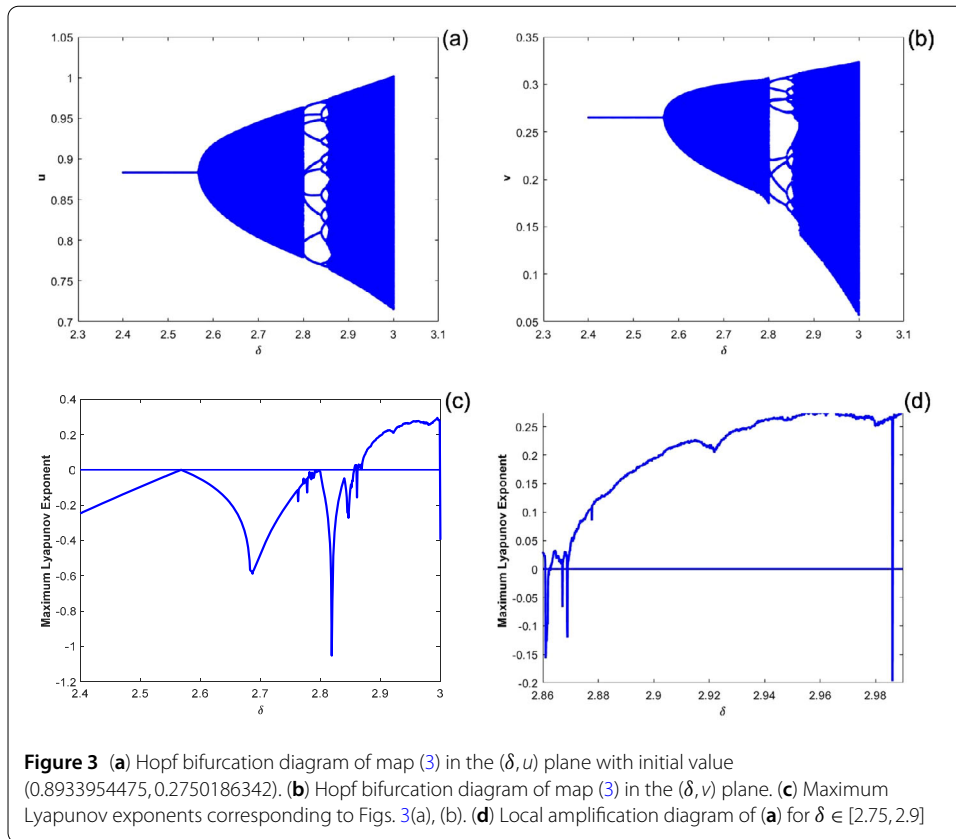 (a)
1.05
1
0.95
0.9
0.85
0.8
0.75
0.7
u
2.3 2.4 2.5 2.6 2.7 2.8 2.9 3 3.1
δ
(b)
0.35
0.3
0.25
0.2
0.15
0.1
0.05
v
2.3 2.4 2.5 2.6 2.7 2.8 2.9 3 3.1
δ
(c)
0.4
0.2
0
-0.2
-0.4
-0.6
-0.8
-1
-1.2
Maximum Lyapunov Exponent
2.4 2.5 2.6 2.7 2.8 2.9 3
δ
(d)
0.25
0.2
0.15
0.1
0.05
0
-0.05
-0.1
-0.15
-0.2
Maximum Lyapunov Exponent
2.86 2.88 2.9 2.92 2.94 2.96 2.98
δ
Figure 3 (a) Hopf bifurcation diagram of map (3) in the (δ, u) plane with initial value
(0.8933954475, 0.2750186342). (b) Hopf bifurcation diagram of map (3) in the (δ, v) plane. (c) Maximum
Lyapunov exponents corresponding to Figs. 3(a), (b). (d) Local amplification diagram of (a) for δ ∈ [2.75, 2.9]